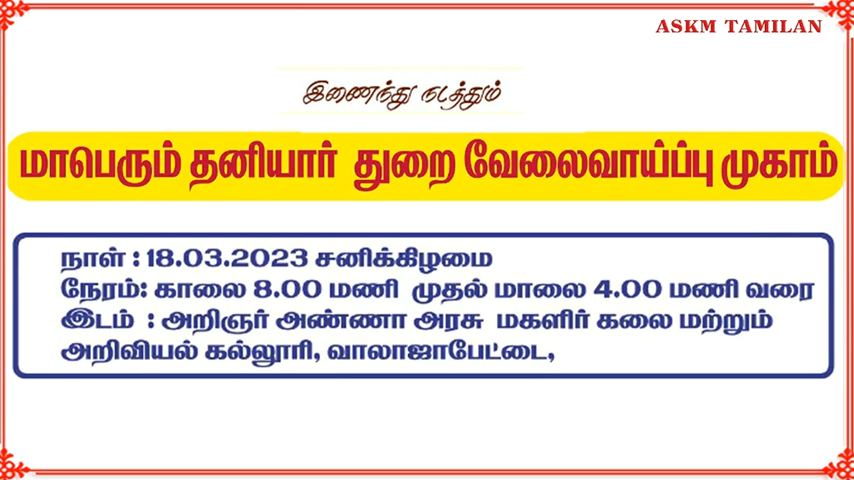 ASKM TAMILAN
இணைந்து நடத்தும்
மாபெரும் தனியார் துறை வேலைவாய்ப்பு முகாம்
நாள் : 18.03.2023 சனிக்கிழமை
நேரம்: காலை 8.00 மணி முதல் மாலை 4.00 மணி வரை
இடம் : அறிஞர் அண்ணா அரசு மகளிர் கலை மற்றும்
அறிவியல் கல்லூரி, வாலாஜாபேட்டை,